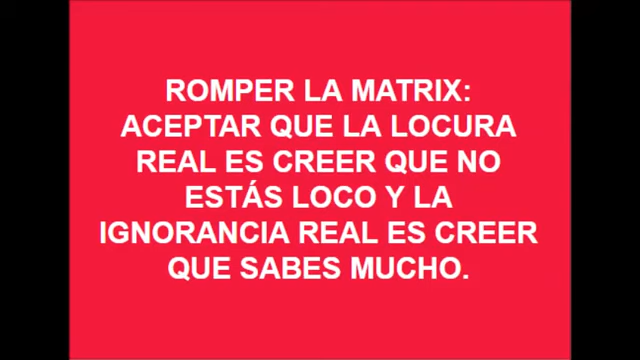 ROMPER LA MATRIX:
ACEPTAR QUE LA LOCURA
REAL ES CREER QUE NO
ESTÁS LOCO Y LA
IGNORANCIA REAL ES CREER
QUE SABES MUCHO.